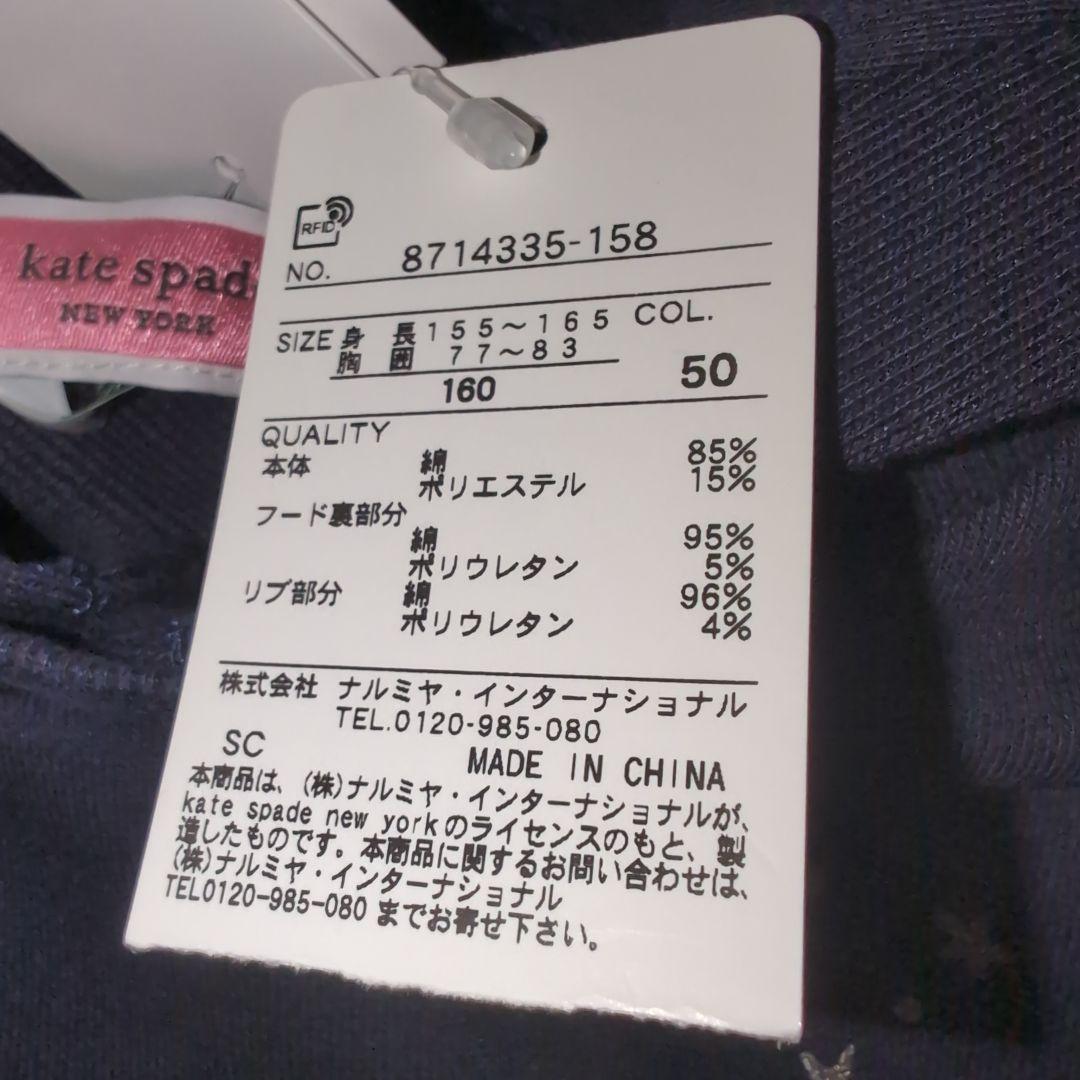 kate spad
NEW YORK
RFID
NO. 8714335-158
SIZE 身長 155～165 COL.
胸囲 77～83
160 50
QUALITY
本体 綿 85%
ポリエステル 15%
フード裏部分
綿 95%
ポリウレタン 5%
リブ部分 綿 96%
ポリウレタン 4%
株式会社 ナルミヤ・インターナショナル
TEL.0120-985-080
SC MADE IN CHINA
本商品は、(株)ナルミヤ・インターナショナルが、
kate spade new yorkのライセンスのもと、製
造したものです。本商品に関するお問い合わせは、
(株)ナルミヤ・インターナショナル
TEL0120-985-080 までお寄せ下さい。